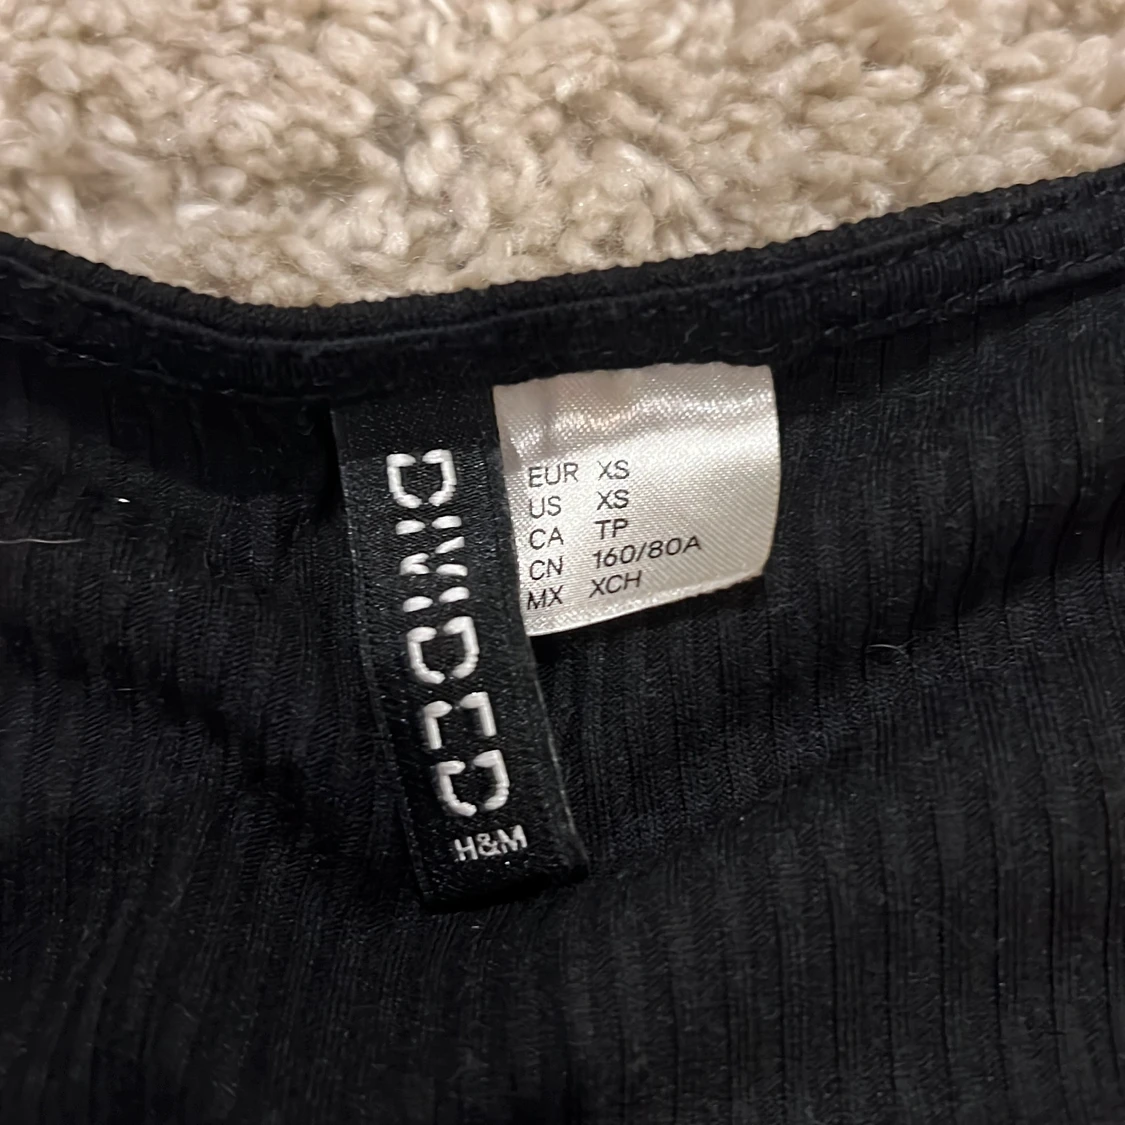 DIVIDED
H&M
EUR XS
US XS
CA TP
CN 160/80A
MX XCH